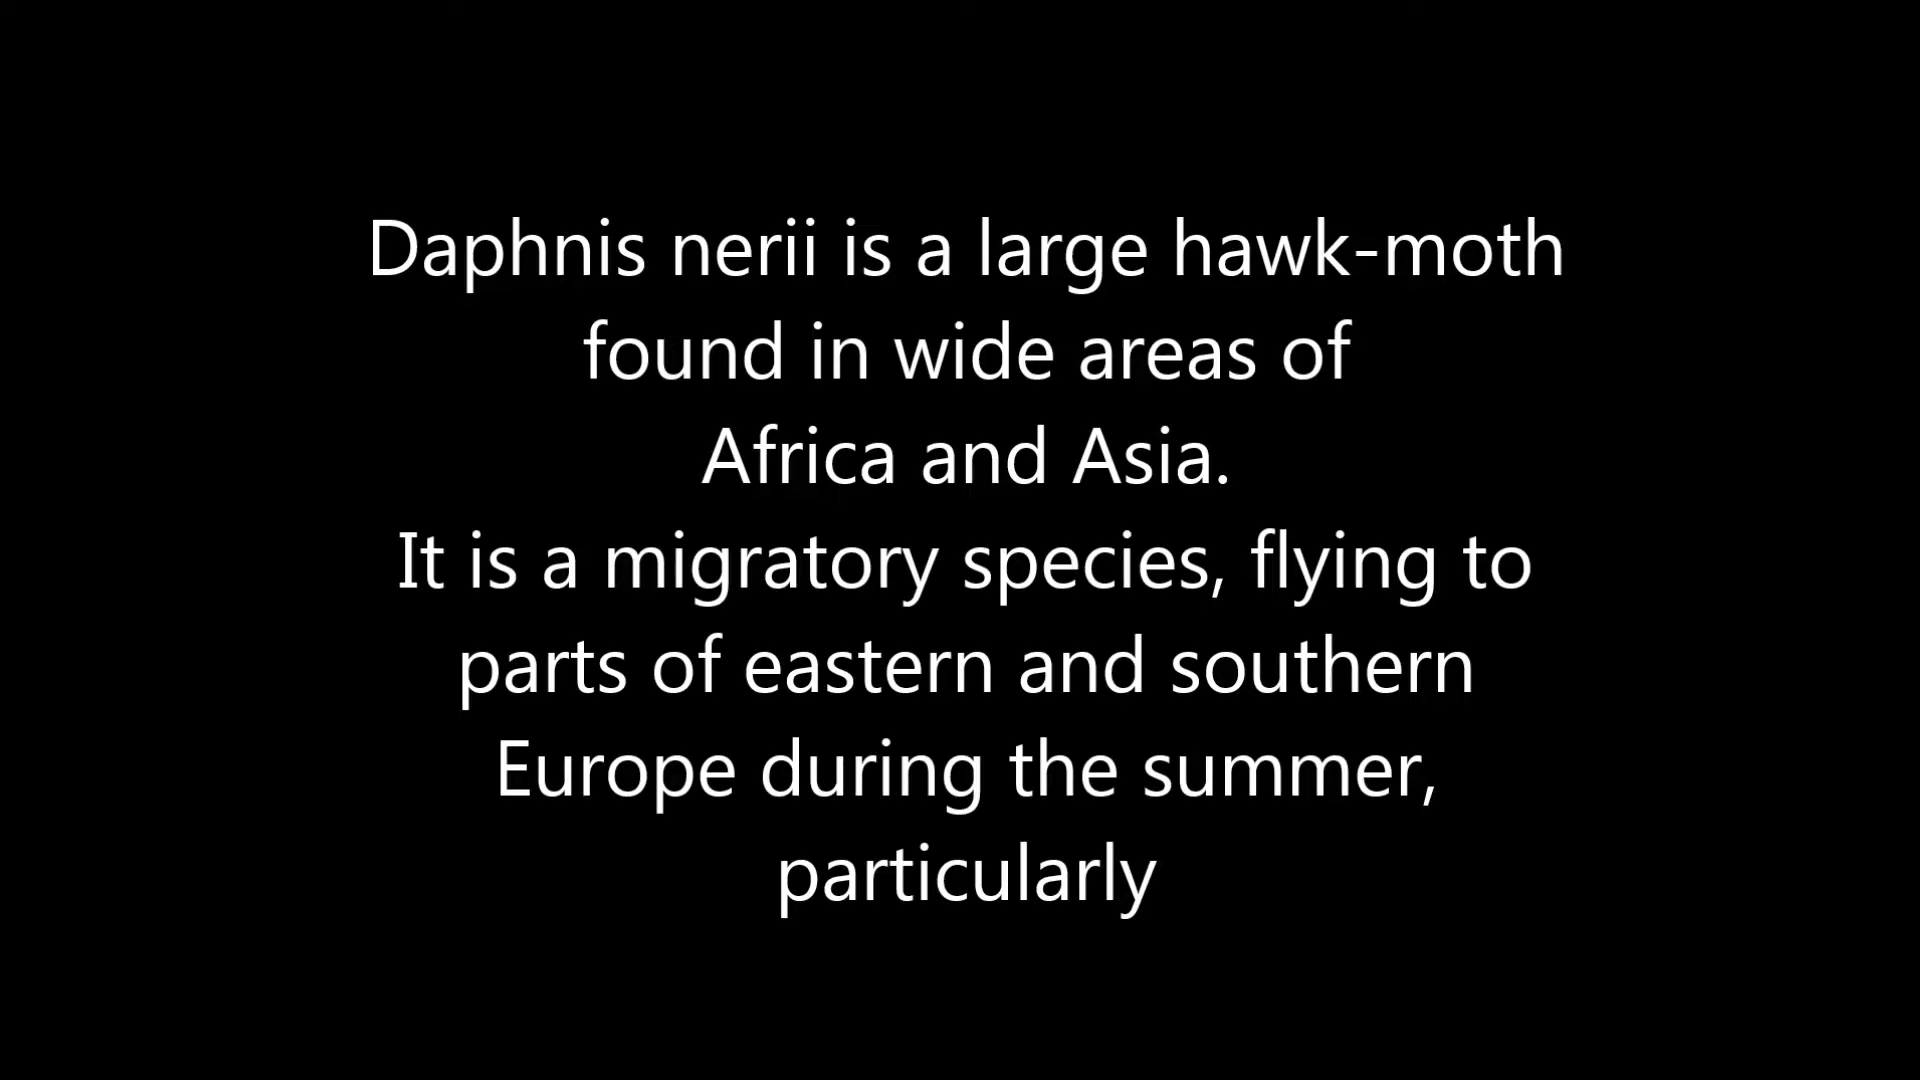 Daphnis nerii is a large hawk-moth
found in wide areas of
Africa and Asia.
It is a migratory species, flying to
parts of eastern and southern
Europe during the summer,
particularly